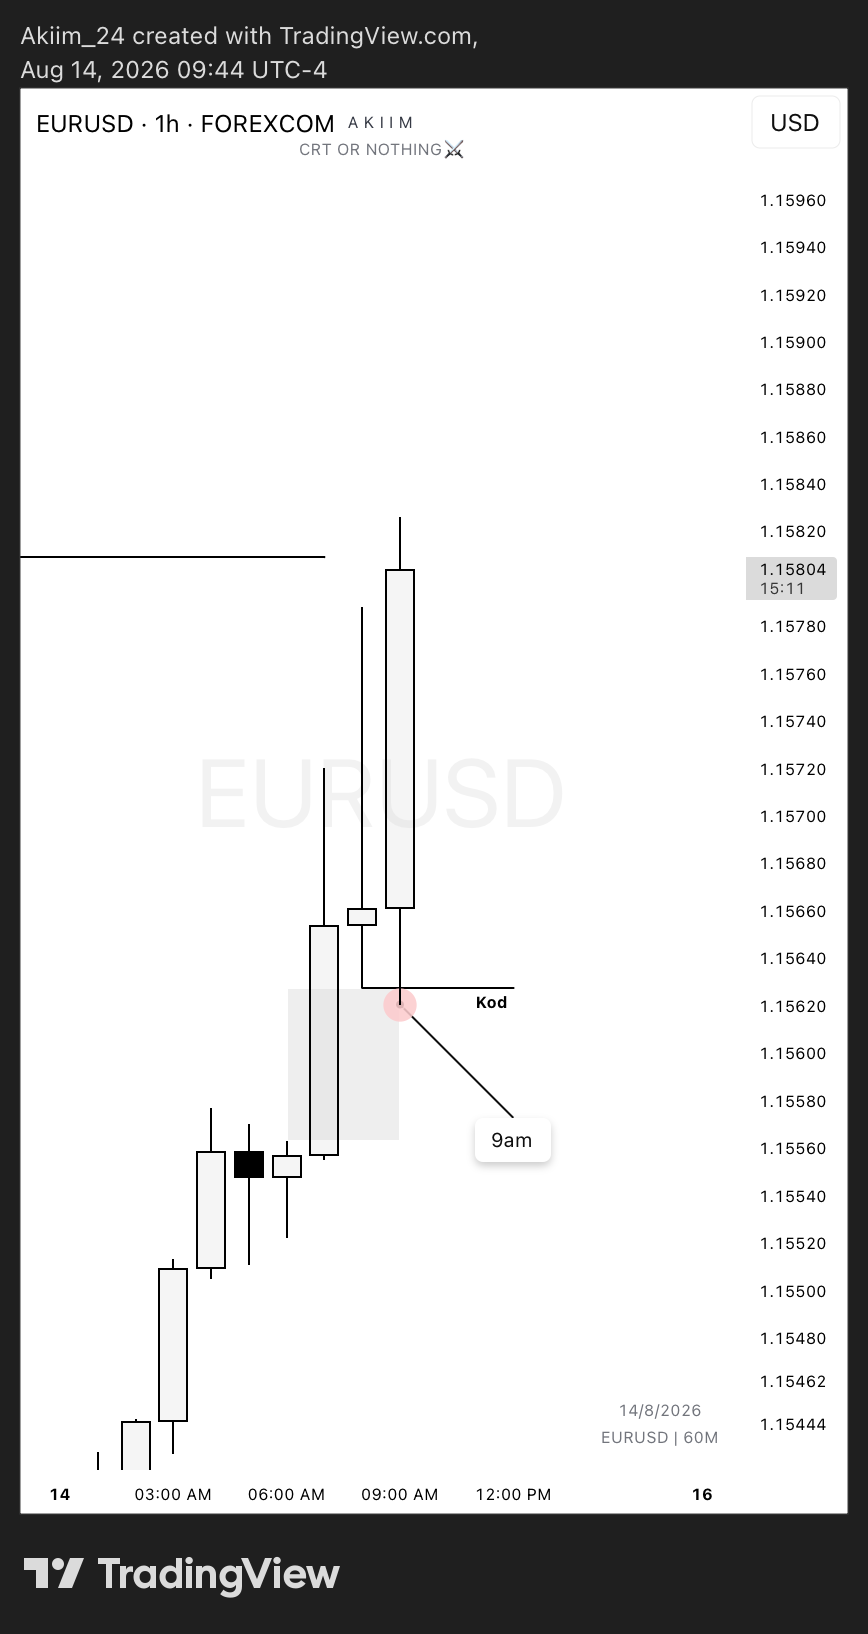 Akiim_24 created with TradingView.com,
Aug 14, 2026 09:44 UTC-4
EURUSD · 1h · FOREXCOM AKIIM
CRT OR NOTHING⚔
USD
1.15960
1.15940
1.15920
1.15900
1.15880
1.15860
1.15840
1.15820
1.15804
15:11
1.15780
1.15760
1.15740
1.15720
EURUSD
1.15700
1.15680
1.15660
1.15640
Kod
1.15620
1.15600
1.15580
9am
1.15560
1.15540
1.15520
1.15500
1.15480
1.15462
14/8/2026
1.15444
EURUSD | 60M
14 03:00 AM 06:00 AM 09:00 AM 12:00 PM 16
TradingView